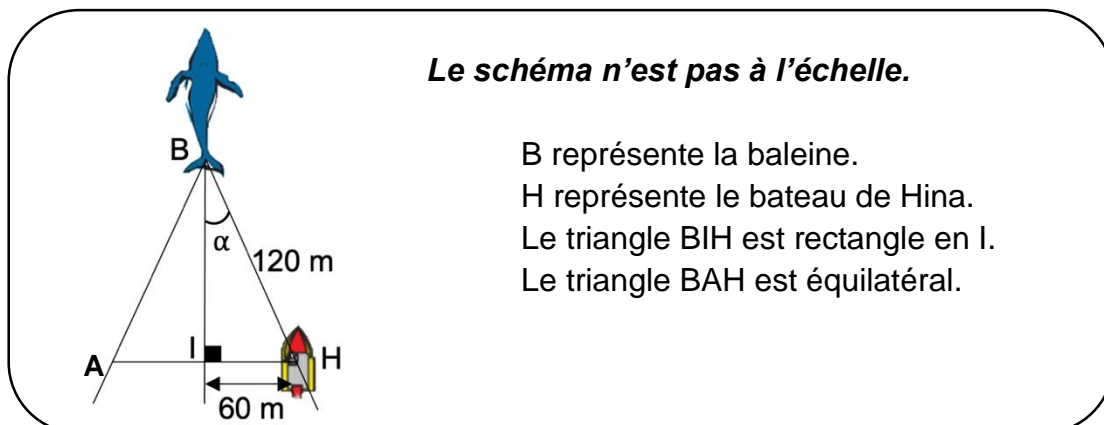 Le schéma n’est pas à l’échelle.
B représente la baleine.
H représente le bateau de Hina.
Le triangle BIH est rectangle en I.
Le triangle BAH est équilatéral.
B
α
120 m
A
I
H
60 m